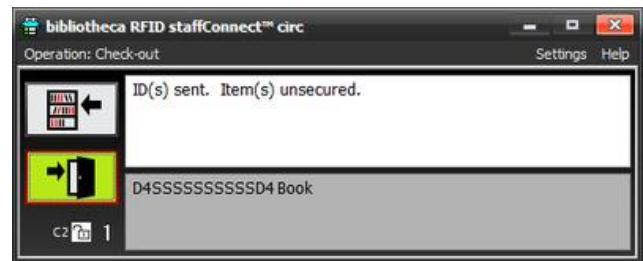 bibliotheca RFID staffConnect™ circ
Operation: Check-out Settings Help
ID(s) sent. Item(s) unsecured.
D4SSSSSSSSSSD4 Book
C2 1